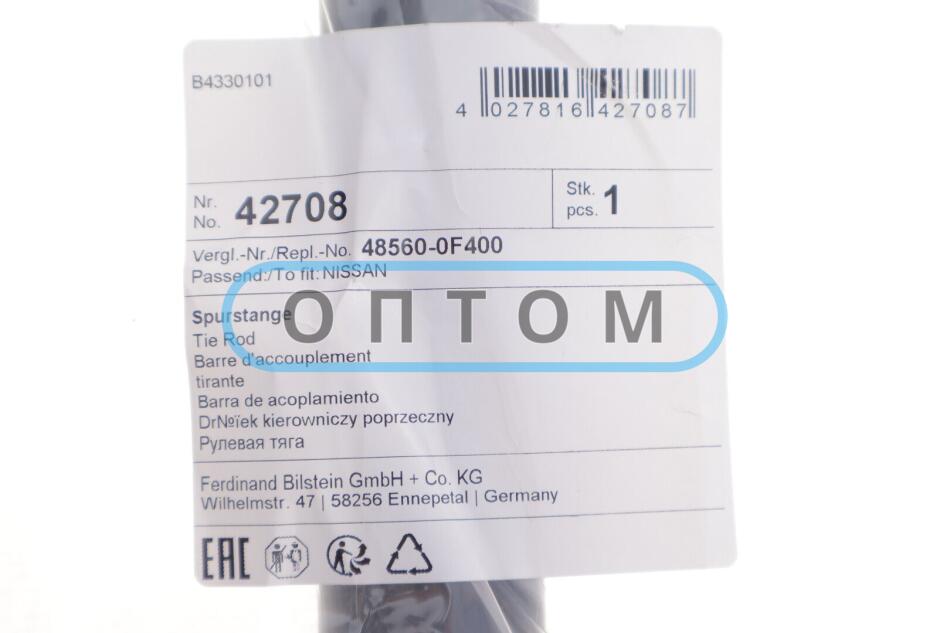 B4330101
4 027816 427087
Nr.
No. 42708
Stk.
pcs. 1
Vergl.-Nr./Repl.-No. 48560-0F400
Passend:/To fit: NISSAN
Spurstange
ОПТОМ
Tie Rod
Barre d'accouplement
tirante
Barra de acoplamiento
Dr№їek kierowniczy poprzeczny
Рулевая тяга
Ferdinand Bilstein GmbH + Co. KG
Wilhelmstr. 47 | 58256 Ennepetal | Germany
EAC